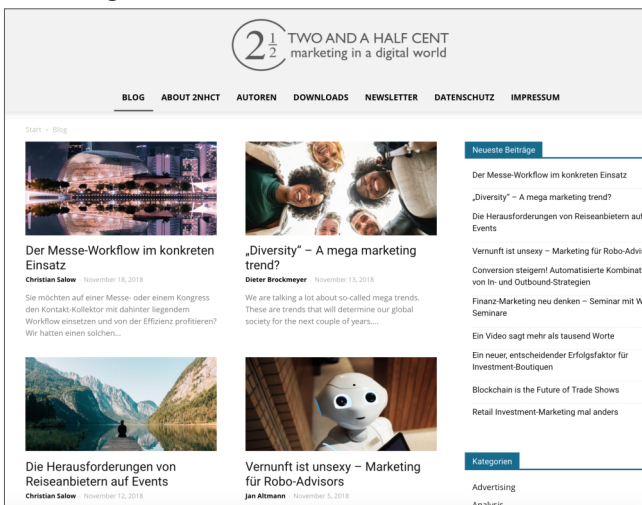 2 1/2 TWO AND A HALF CENT
marketing in a digital world
BLOG ABOUT 2NHCT AUTOREN DOWNLOADS NEWSLETTER DATENSCHUTZ IMPRESSUM
Start › Blog
Der Messe-Workflow im konkreten
Einsatz
Christian Salow - November 18, 2018
Sie möchten auf einer Messe- oder einem Kongress
den Kontakt-Kollektor mit dahinter liegendem
Workflow einsetzen und von der Effizienz profitieren?
Wir hatten einen solchen...
„Diversity“ – A mega marketing
trend?
Dieter Brockmeyer - November 13, 2018
We are talking a lot about so-called mega trends.
These are trends that will determine our global
society for the next couple of years....
Die Herausforderungen von
Reiseanbietern auf Events
Christian Salow - November 12, 2018
Vernunft ist unsexy – Marketing
für Robo-Advisors
Jan Altmann - November 5, 2018
Neueste Beiträge
Der Messe-Workflow im konkreten Einsatz
„Diversity“ – A mega marketing trend?
Die Herausforderungen von Reiseanbietern auf
Events
Vernunft ist unsexy – Marketing für Robo-Advis
Conversion steigern! Automatisierte Kombinat
von In- und Outbound-Strategien
Finanz-Marketing neu denken – Seminar mit W
Seminare
Ein Video sagt mehr als tausend Worte
Ein neuer, entscheidender Erfolgsfaktor für
Investment-Boutiquen
Blockchain is the Future of Trade Shows
Retail Investment-Marketing mal anders
Kategorien
Advertising
Analysis